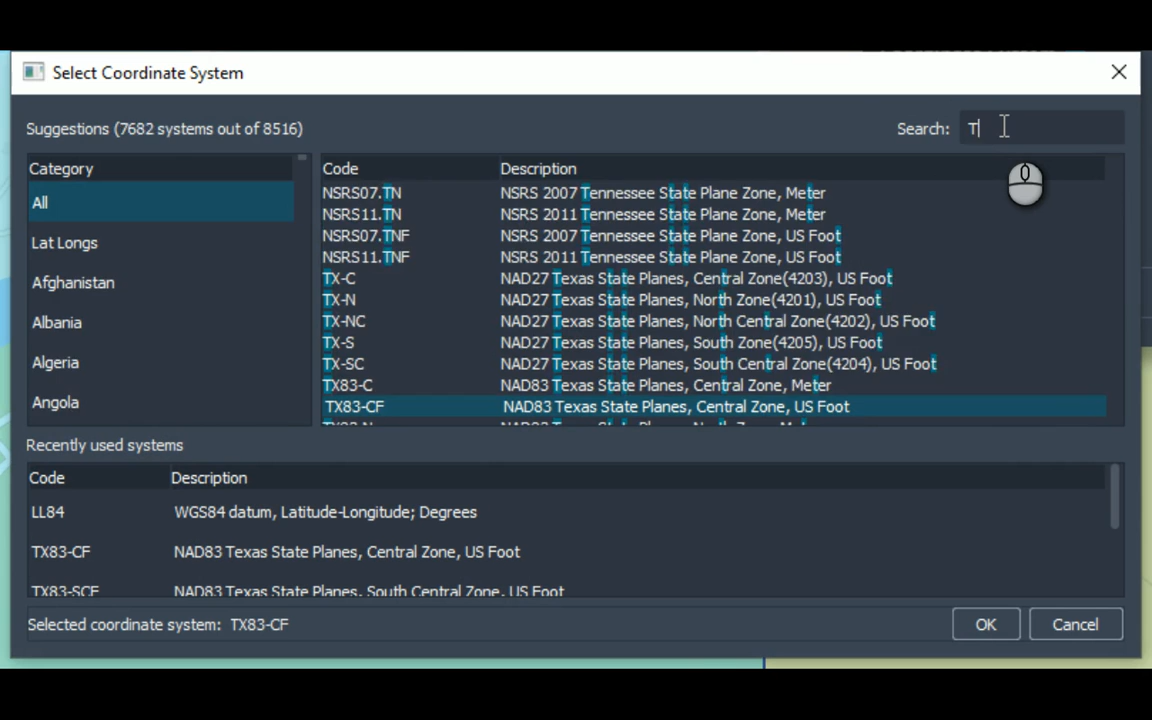 Select Coordinate System
Suggestions (7682 systems out of 8516)
Search: T
Category
All
Lat Longs
Afghanistan
Albania
Algeria
Angola
Code Description
NSRS07.TN NSRS 2007 Tennessee State Plane Zone, Meter
NSRS11.TN NSRS 2011 Tennessee State Plane Zone, Meter
NSRS07.TNF NSRS 2007 Tennessee State Plane Zone, US Foot
NSRS11.TNF NSRS 2011 Tennessee State Plane Zone, US Foot
TX-C NAD27 Texas State Planes, Central Zone(4203), US Foot
TX-N NAD27 Texas State Planes, North Zone(4201), US Foot
TX-NC NAD27 Texas State Planes, North Central Zone(4202), US Foot
TX-S NAD27 Texas State Planes, South Zone(4205), US Foot
TX-SC NAD27 Texas State Planes, South Central Zone(4204), US Foot
TX83-C NAD83 Texas State Planes, Central Zone, Meter
TX83-CF NAD83 Texas State Planes, Central Zone, US Foot
Recently used systems
Code Description
LL84 WGS84 datum, Latitude-Longitude; Degrees
TX83-CF NAD83 Texas State Planes, Central Zone, US Foot
TX83-SCF NAD83 Texas State Planes, South Central Zone, US Foot
Selected coordinate system: TX83-CF
OK Cancel